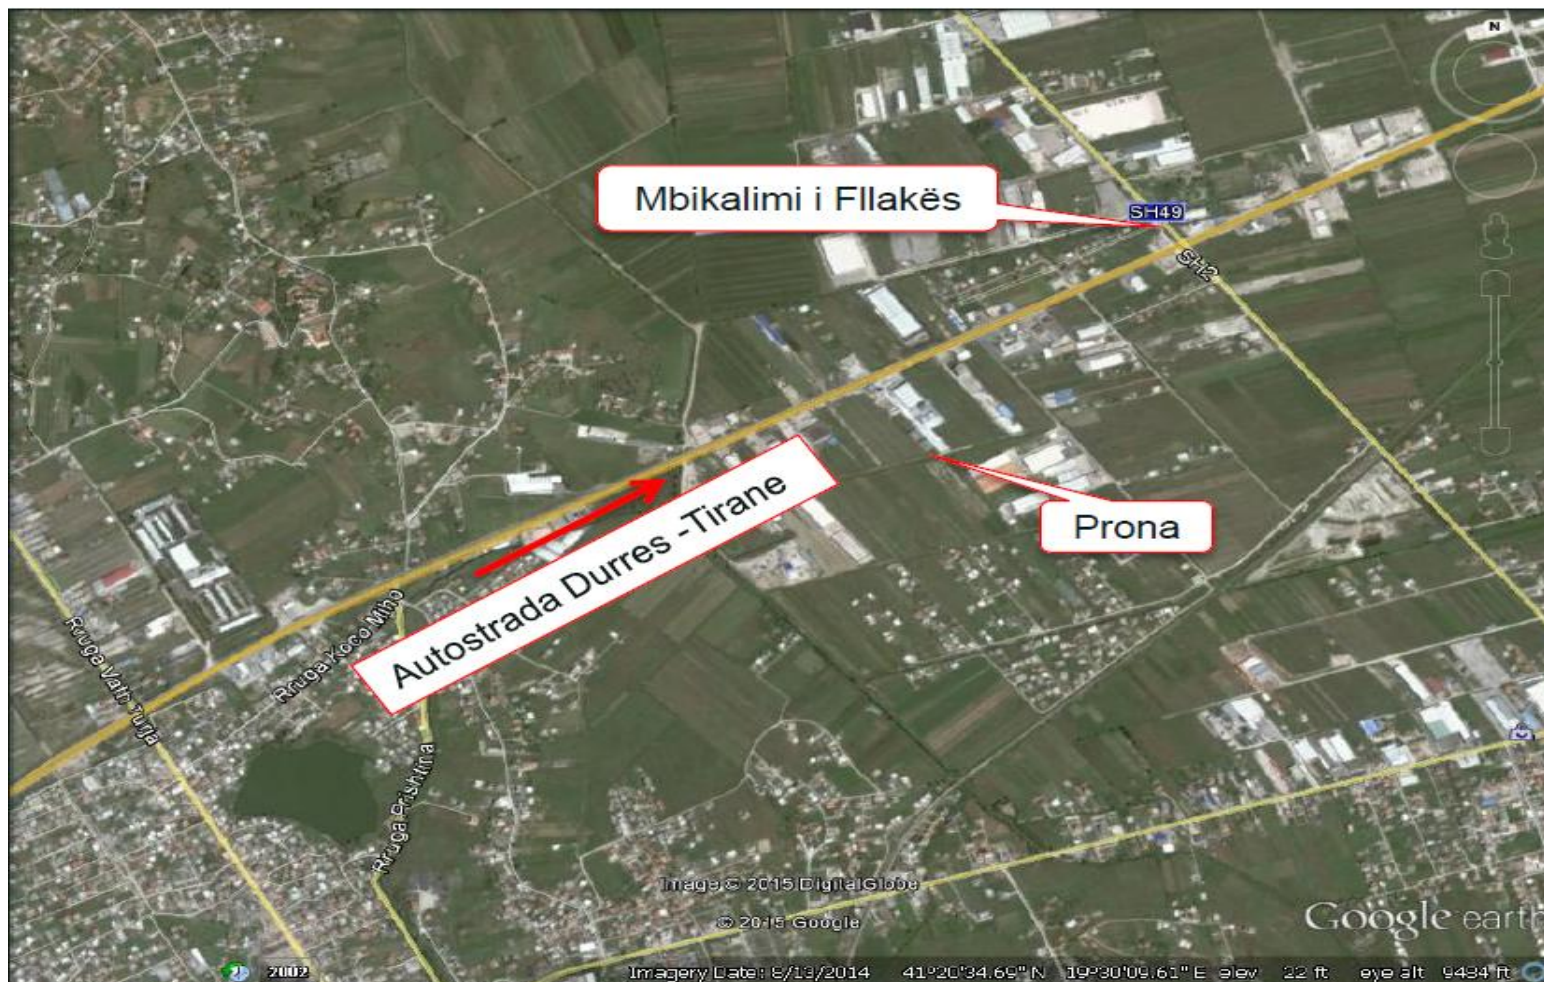 N
Mbikalimi i Fllakës
SH49
SH2
Prona
Autostrada Durres -Tirane
Rruga Koco Miho
Rruga Vath Turja
Rruga Prishtina
Image © 2015 DigitalGlobe
© 2015 Google
Google earth
2002
Imagery Date: 8/13/2014 41°20'34.69" N 19°30'09.61" E elev 22 ft eye alt 9484 ft